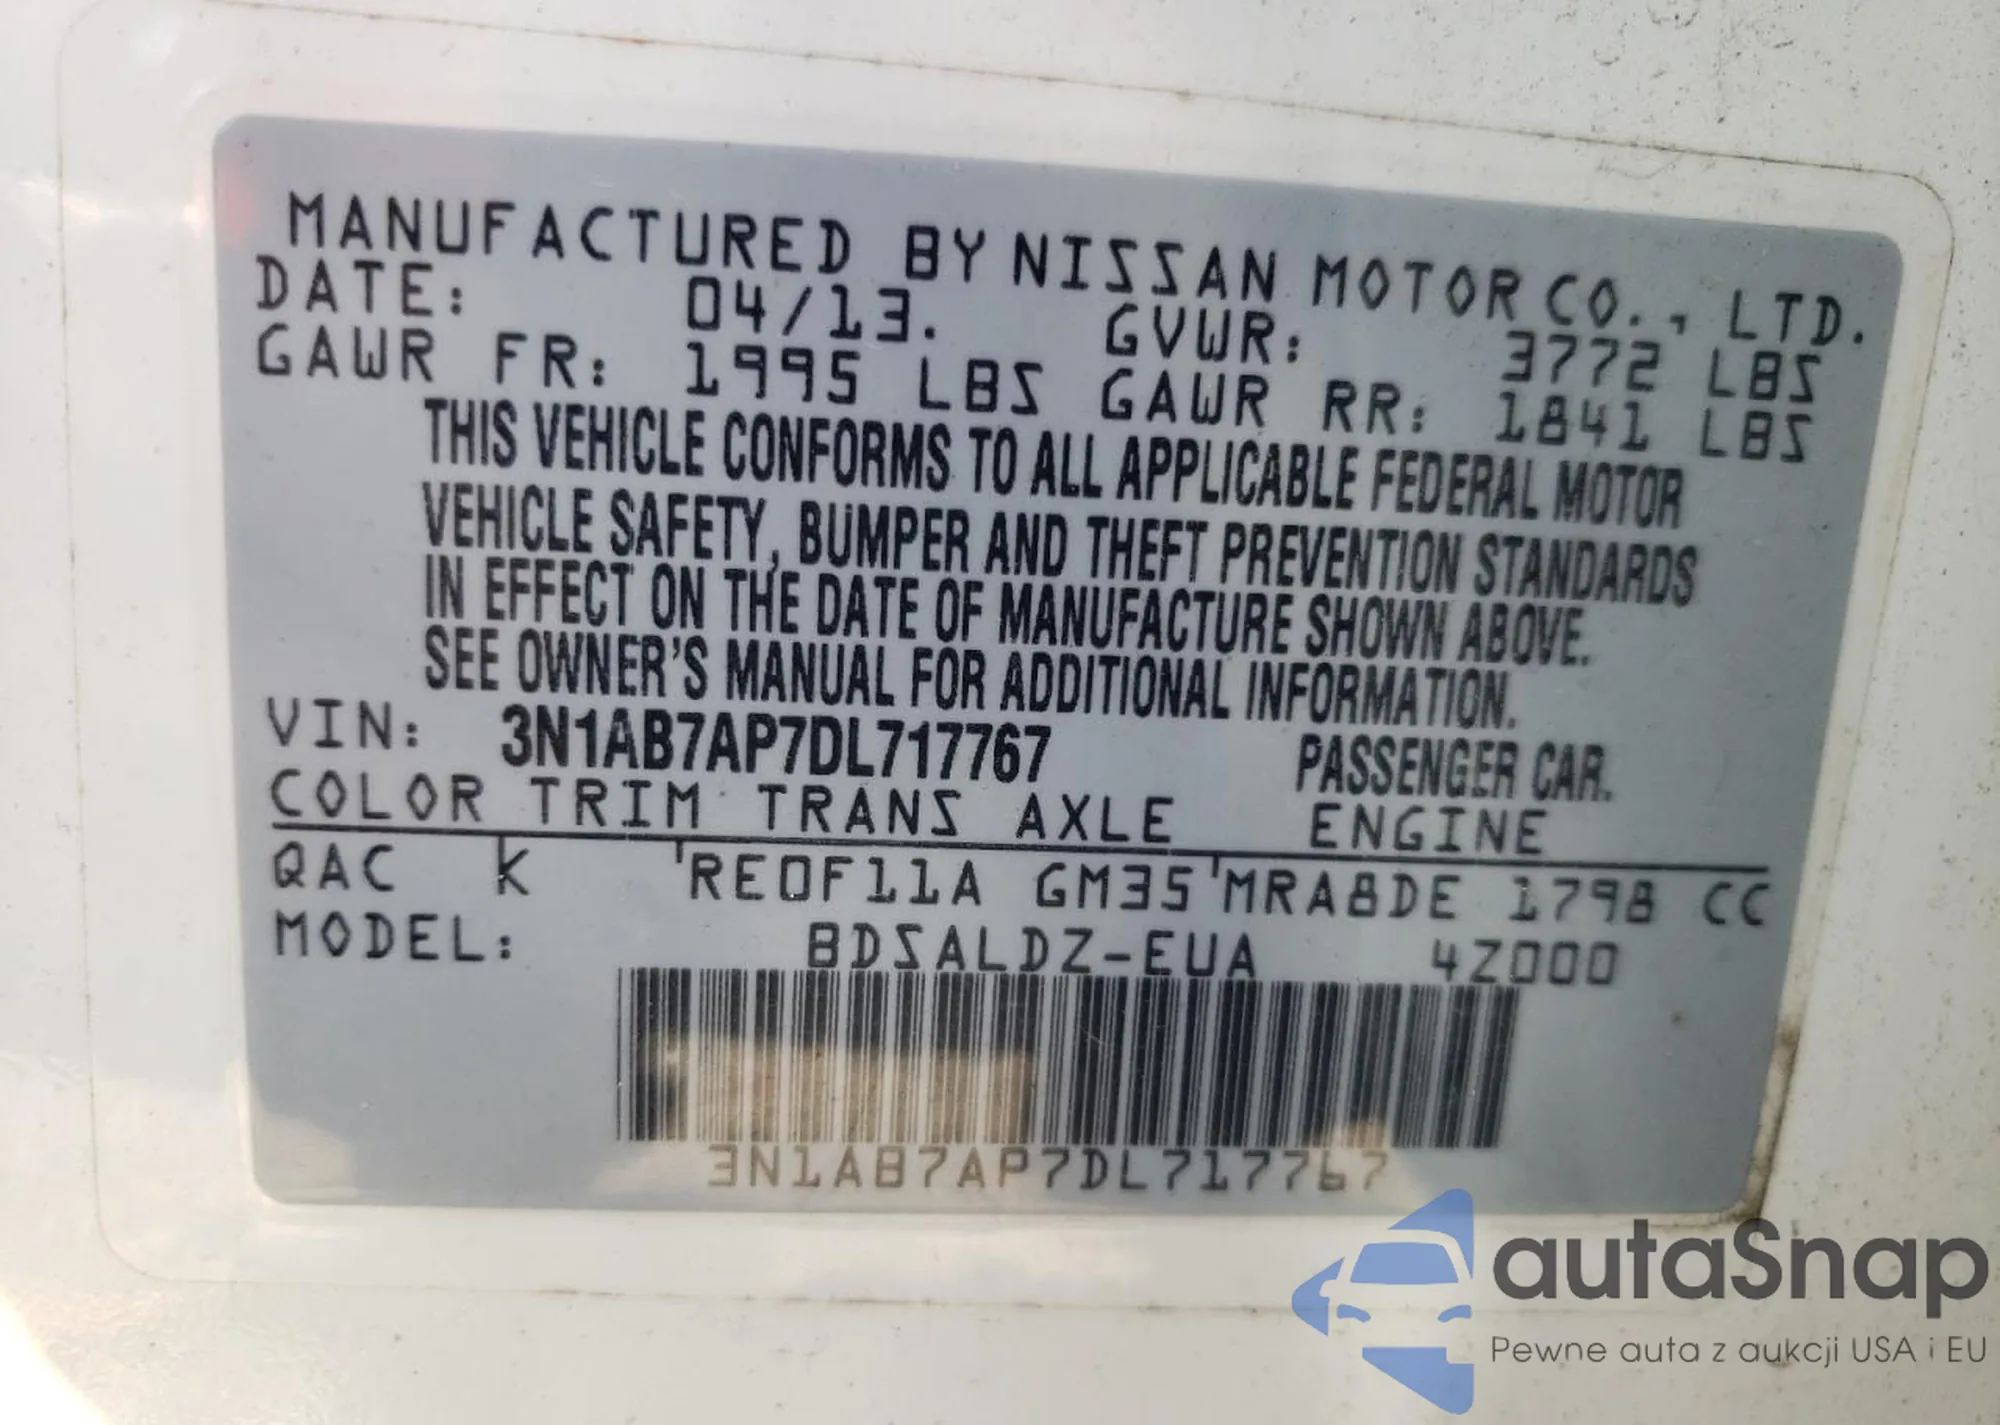 MANUFACTURED BY NISSAN MOTOR CO., LTD.
DATE: 04/13. GVWR: 3772 LBS
GAWR FR: 1995 LBS GAWR RR: 1841 LBS
THIS VEHICLE CONFORMS TO ALL APPLICABLE FEDERAL MOTOR
VEHICLE SAFETY, BUMPER AND THEFT PREVENTION STANDARDS
IN EFFECT ON THE DATE OF MANUFACTURE SHOWN ABOVE.
SEE OWNER'S MANUAL FOR ADDITIONAL INFORMATION.
VIN: 3N1AB7AP7DL717767 PASSENGER CAR.
COLOR TRIM TRANS AXLE ENGINE
QAC K 'RE0F11A GM35'MRA8DE 1798 CC
MODEL: BDSALDZ-EUA 4Z000
3N1AB7AP7DL717767
autaSnap
Pewne auta z aukcji USA i EU